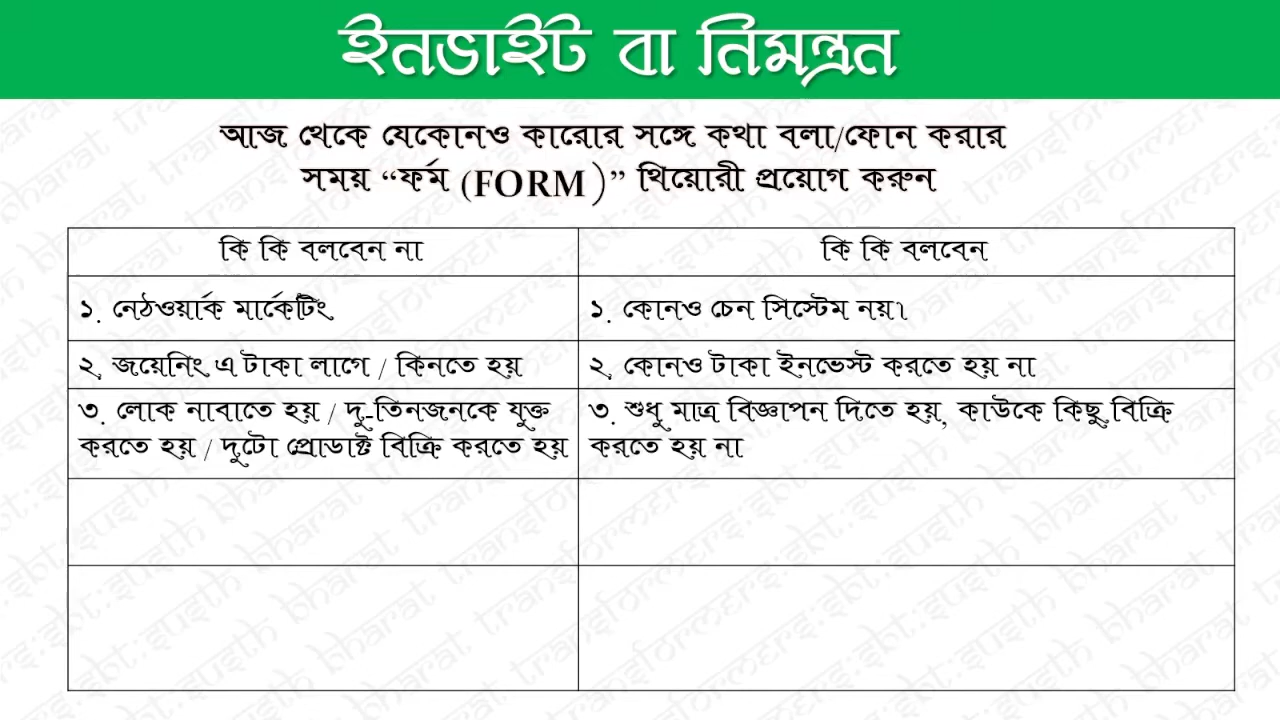 ইনভাইট বা নিমন্ত্রন
আজ থেকে যেকোনও কারোর সঙ্গে কথা বলা/ফোন করার
সময় “ফর্ম (FORM)” থিয়োরী প্রয়োগ করুন
কি কি বলবেন না
কি কি বলবেন
১. নেঠওয়ার্ক মার্কেটিং
১. কোনও চেন সিস্টেম নয়।
২, জয়েনিং এ টাকা লাগে / কিনতে হয়
২, কোনও টাকা ইনভেস্ট করতে হয় না
৩. লোক নাবাতে হয় / দু-তিনজনকে যুক্ত
করতে হয় / দুটো প্রোডাক্ট বিক্রি করতে হয়
৩. শুধু মাত্র বিজ্ঞাপন দিতে হয়, কাউকে কিছু বিক্রি
করতে হয় না